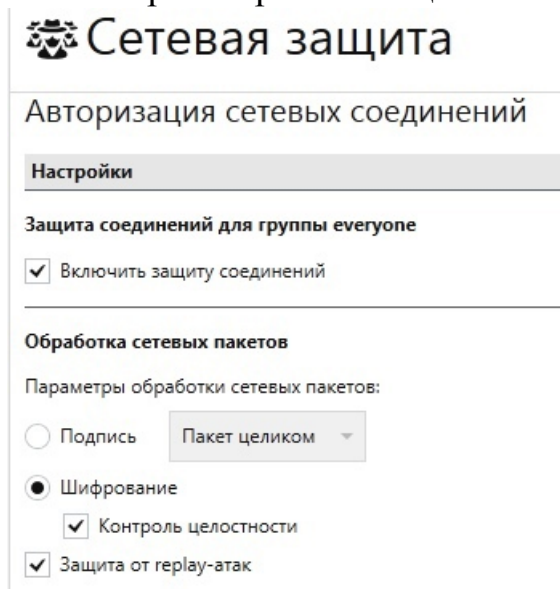 Сетевая защита
Авторизация сетевых соединений
Настройки
Защита соединений для группы everyone
Включить защиту соединений
Обработка сетевых пакетов
Параметры обработки сетевых пакетов:
Подпись Пакет целиком
Шифрование
Контроль целостности
Защита от replay-атак